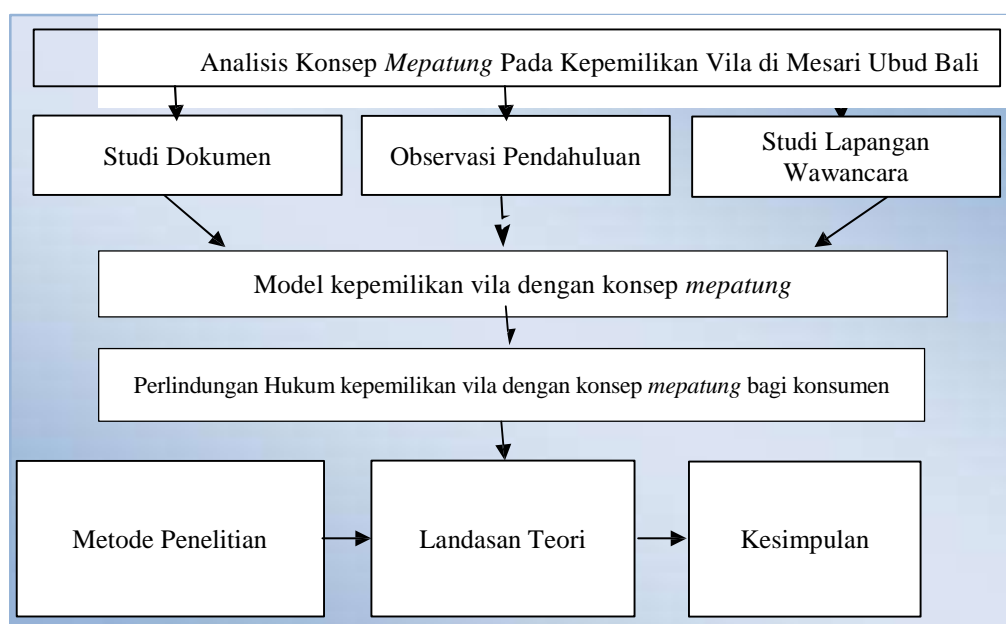 Analisis Konsep Mepatung Pada Kepemilikan Vila di Mesari Ubud Bali
Studi Dokumen
Observasi Pendahuluan
Studi Lapangan
Wawancara
Model kepemilikan vila dengan konsep mepatung
Perlindungan Hukum kepemilikan vila dengan konsep mepatung bagi konsumen
Metode Penelitian
Landasan Teori
Kesimpulan